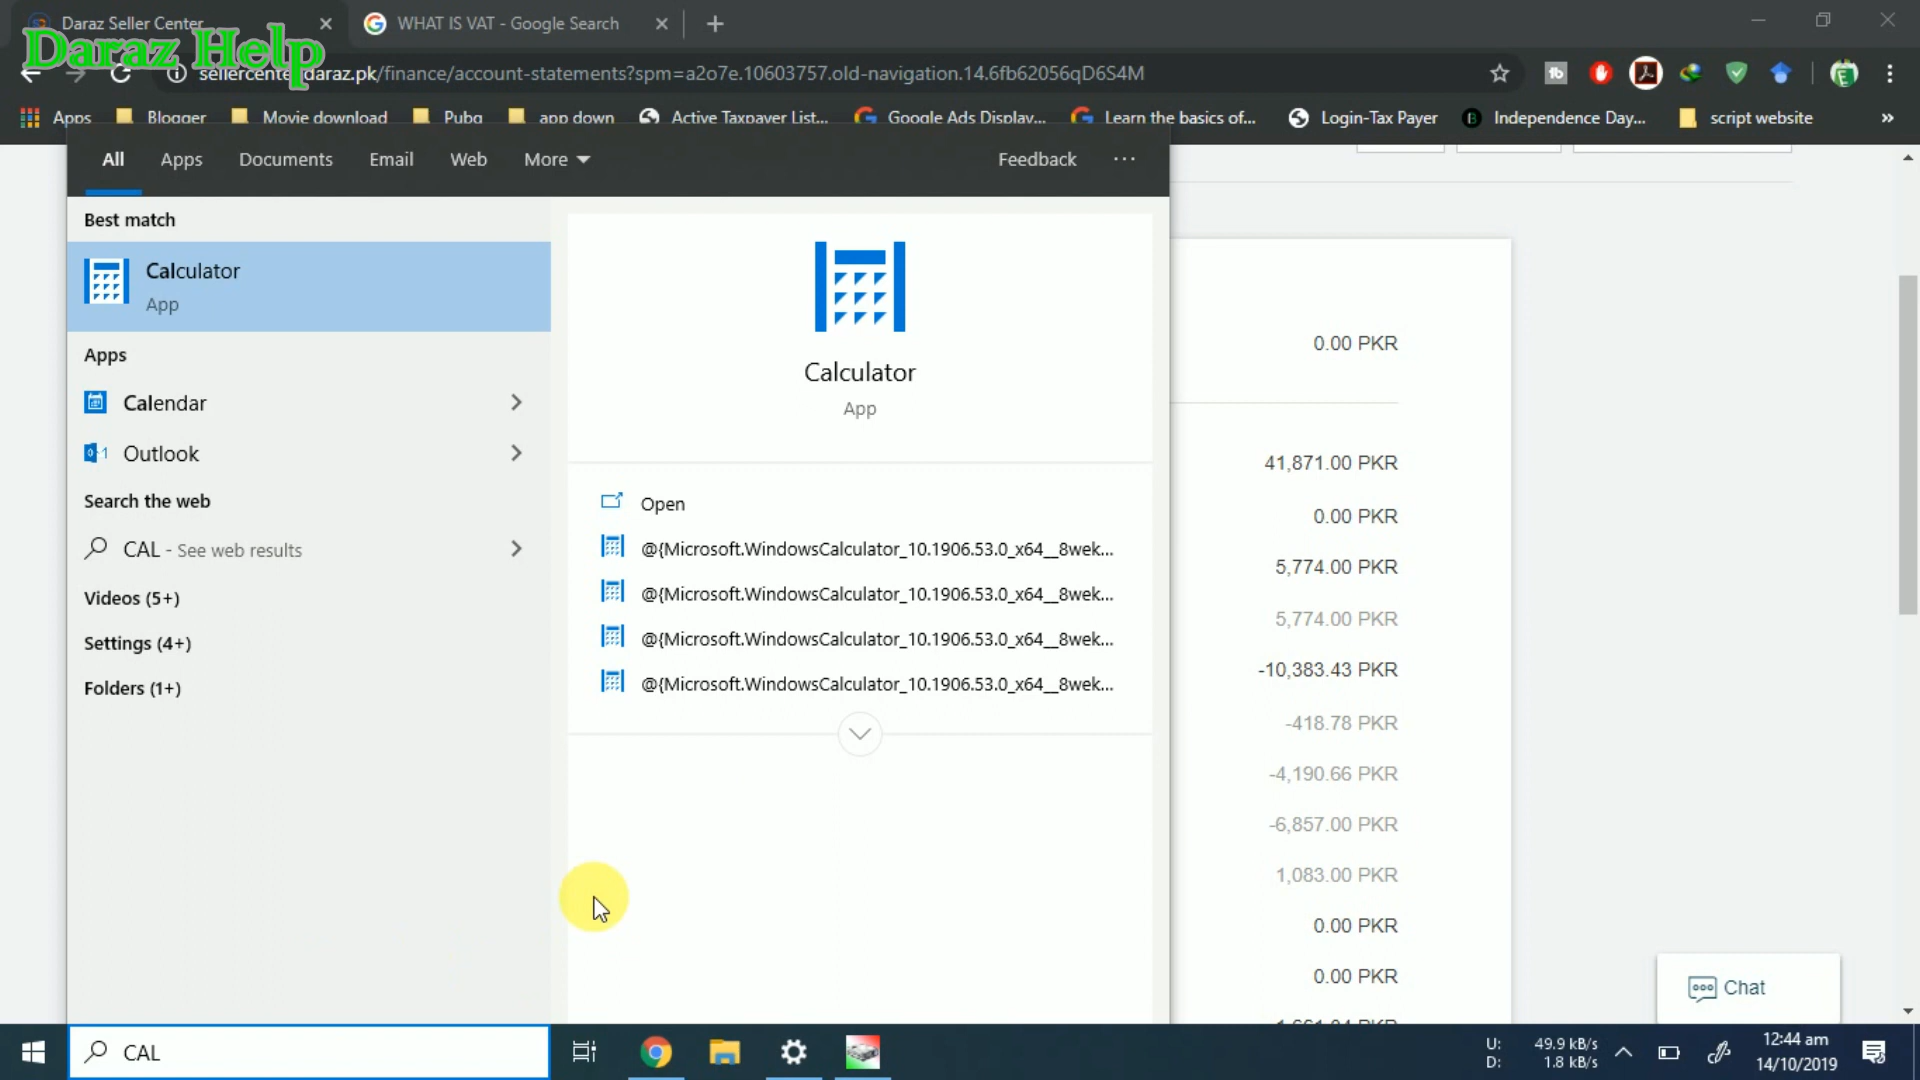 Daraz Seller Center
WHAT IS VAT - Google Search
Daraz Help
sellercente daraz.pk/finance/account-statements?spm=a2o7e.10603757.old-navigation.14.6fb62056qD6S4M
Apps
Blogger
Movie download
Pubg
app down
Active Taxpayer List...
Google Ads Display...
Learn the basics of...
Login-Tax Payer
Independence Day...
script website
»
All
Apps
Documents
Email
Web
More
Feedback
Best match
Calculator
App
Apps
Calendar
Outlook
Search the web
CAL - See web results
Videos (5+)
Settings (4+)
Folders (1+)
Calculator
App
Open
@{Microsoft.WindowsCalculator_10.1906.53.0_x64__8wek...
@{Microsoft.WindowsCalculator_10.1906.53.0_x64__8wek...
@{Microsoft.WindowsCalculator_10.1906.53.0_x64__8wek...
@{Microsoft.WindowsCalculator_10.1906.53.0_x64__8wek...
0.00 PKR
41,871.00 PKR
0.00 PKR
5,774.00 PKR
5,774.00 PKR
-10,383.43 PKR
-418.78 PKR
-4,190.66 PKR
-6,857.00 PKR
1,083.00 PKR
0.00 PKR
0.00 PKR
Chat
CAL
U: 49.9 kB/s
D: 1.8 kB/s
12:44 am
14/10/2019